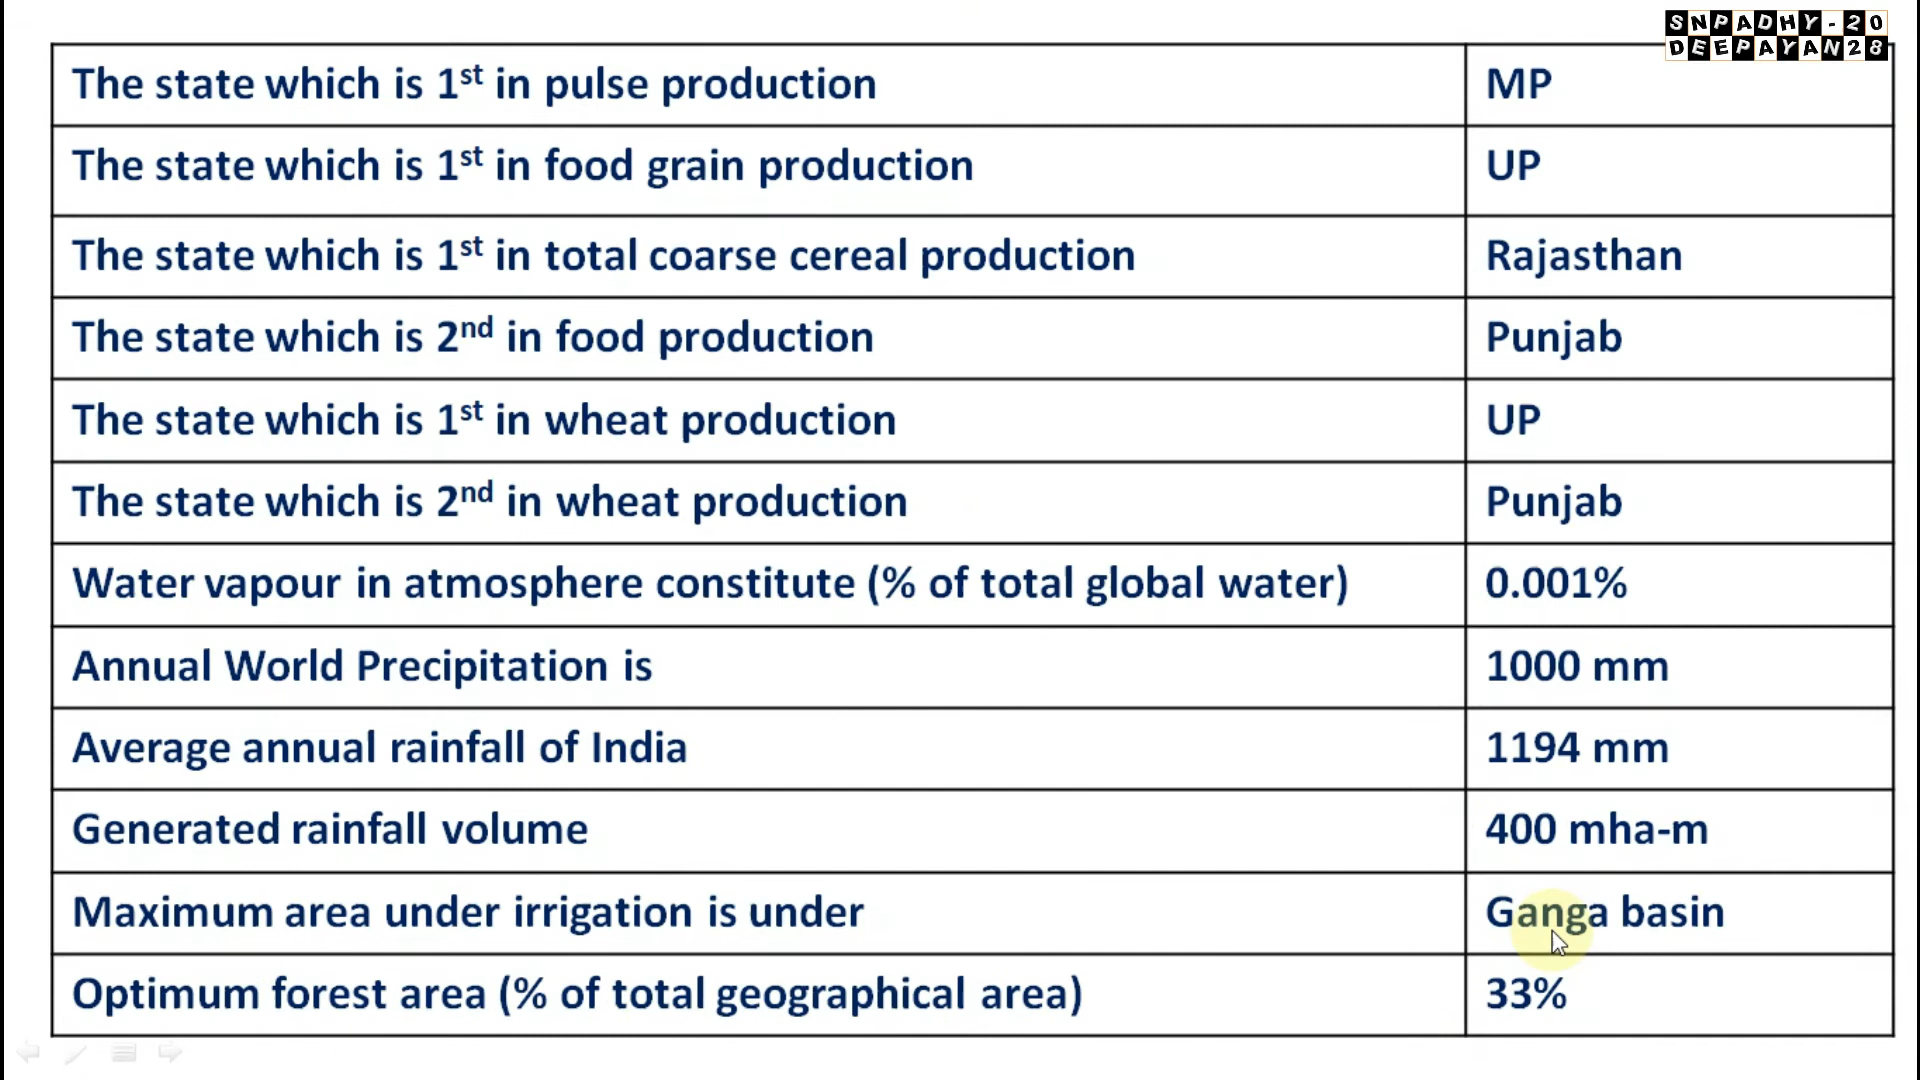 SNPADHY-20
DEEPAYAN28
The state which is 1st in pulse production MP
The state which is 1st in food grain production UP
The state which is 1st in total coarse cereal production Rajasthan
The state which is 2nd in food production Punjab
The state which is 1st in wheat production UP
The state which is 2nd in wheat production Punjab
Water vapour in atmosphere constitute (% of total global water) 0.001%
Annual World Precipitation is 1000 mm
Average annual rainfall of India 1194 mm
Generated rainfall volume 400 mha-m
Maximum area under irrigation is under Ganga basin
Optimum forest area (% of total geographical area) 33%